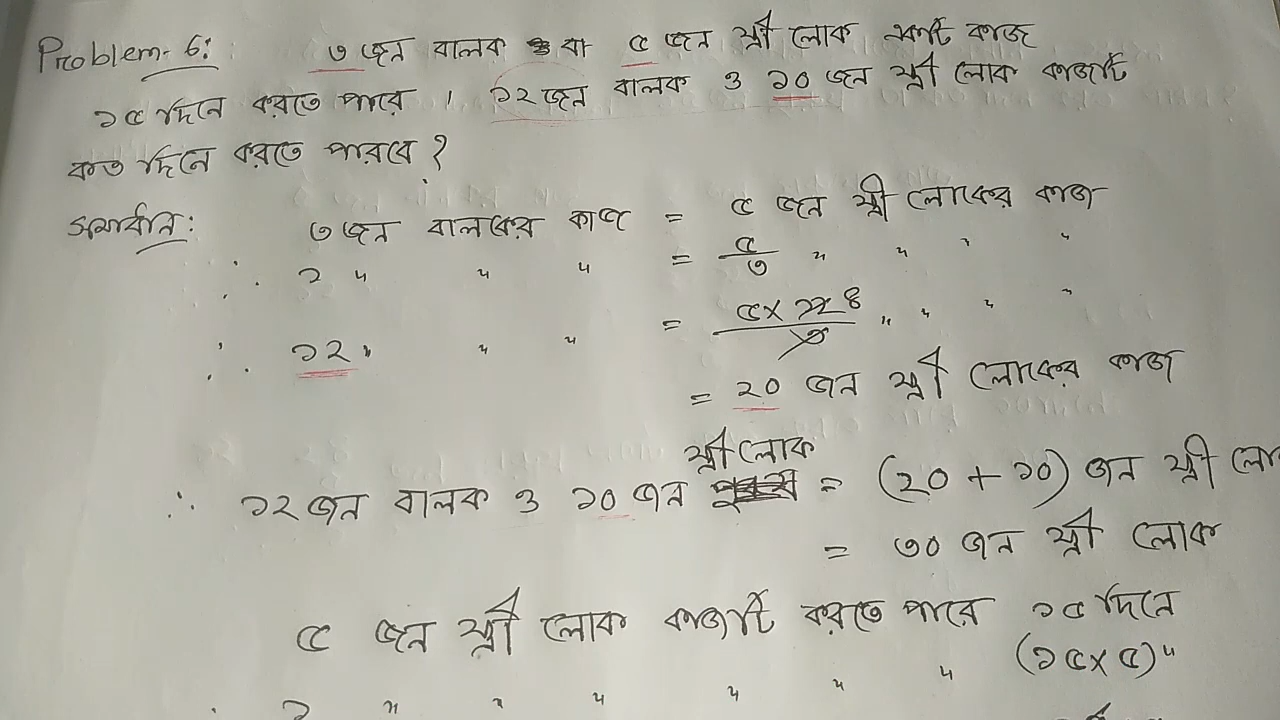 Problem-6: ৩ জন বালক বা ৫ জন স্ত্রী লোক একটি কাজ
১৫ দিনে করতে পারে। ১২ জন বালক ও ১০ জন স্ত্রী লোক কাজটি
কত দিনে করতে পারবে?
সমাধান: ৩ জন বালকের কাজ = ৫ জন স্ত্রী লোকের কাজ
∴ ১ " " " = ৫/৩ " " " "
∴ ১২ " " " = ৫×১২ ৪/৩ " " " "
= ২০ জন স্ত্রী লোকের কাজ
∴ ১২ জন বালক ও ১০ জন স্ত্রীলোক = (২০ + ১০) জন স্ত্রী লো
= ৩০ জন স্ত্রী লোক
৫ জন স্ত্রী লোক কাজটি করতে পারে ১৫ দিনে
১ " " " " " " (১৫×৫) "